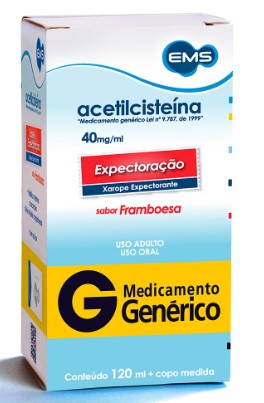 EMS
acetilcisteína
"Medicamento genérico Lei nº 9.787, de 1999"
40mg/ml
Expectoração
Xarope Expectorante
sabor Framboesa
USO ADULTO
USO ORAL
G Medicamento
Genérico
Conteúdo 120 ml + copo medida